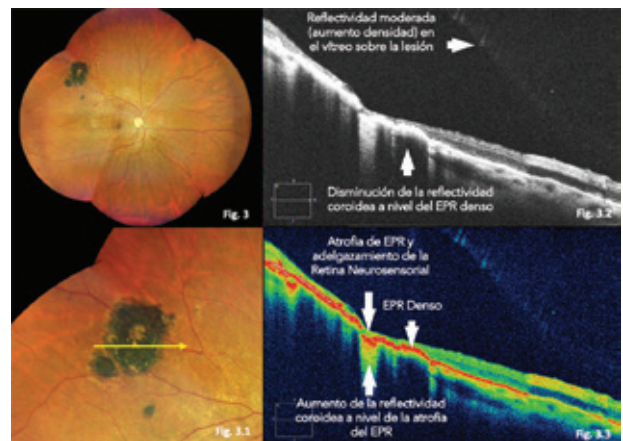 Reflectividad moderada
(aumento densidad) en
el vítreo sobre la lesión
Fig. 3
Disminución de la reflectividad
coroidea a nivel del EPR denso
Fig. 3.2
Atrofia de EPR y
adelgazamiento de la
Retina Neurosensorial
EPR Denso
Fig. 3.1
Aumento de la reflectividad
coroidea a nivel de la atrofia
del EPR
Fig. 3.3